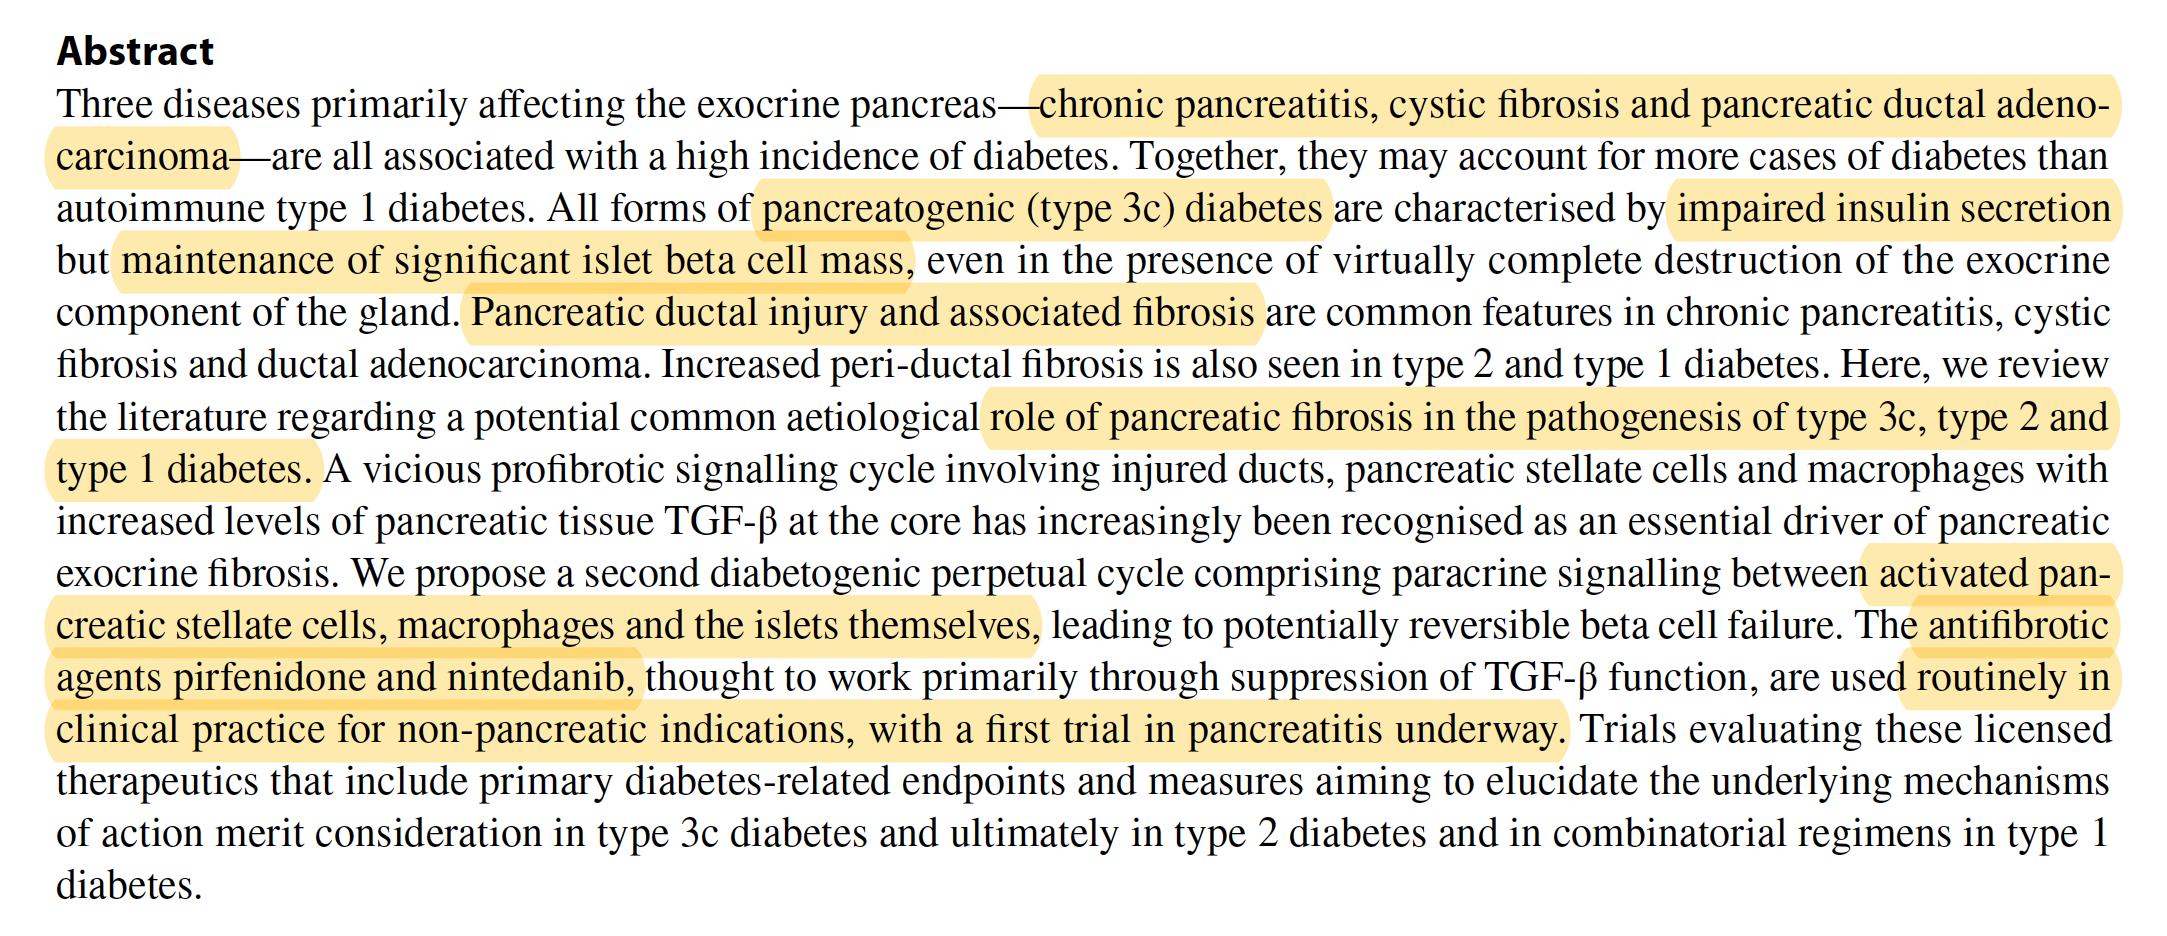 Abstract
Three diseases primarily affecting the exocrine pancreas—chronic pancreatitis, cystic fibrosis and pancreatic ductal adeno-
carcinoma—are all associated with a high incidence of diabetes. Together, they may account for more cases of diabetes than
autoimmune type 1 diabetes. All forms of pancreatogenic (type 3c) diabetes are characterised by impaired insulin secretion
but maintenance of significant islet beta cell mass, even in the presence of virtually complete destruction of the exocrine
component of the gland. Pancreatic ductal injury and associated fibrosis are common features in chronic pancreatitis, cystic
fibrosis and ductal adenocarcinoma. Increased peri-ductal fibrosis is also seen in type 2 and type 1 diabetes. Here, we review
the literature regarding a potential common aetiological role of pancreatic fibrosis in the pathogenesis of type 3c, type 2 and
type 1 diabetes. A vicious profibrotic signalling cycle involving injured ducts, pancreatic stellate cells and macrophages with
increased levels of pancreatic tissue TGF-β at the core has increasingly been recognised as an essential driver of pancreatic
exocrine fibrosis. We propose a second diabetogenic perpetual cycle comprising paracrine signalling between activated pan-
creatic stellate cells, macrophages and the islets themselves, leading to potentially reversible beta cell failure. The antifibrotic
agents pirfenidone and nintedanib, thought to work primarily through suppression of TGF-β function, are used routinely in
clinical practice for non-pancreatic indications, with a first trial in pancreatitis underway. Trials evaluating these licensed
therapeutics that include primary diabetes-related endpoints and measures aiming to elucidate the underlying mechanisms
of action merit consideration in type 3c diabetes and ultimately in type 2 diabetes and in combinatorial regimens in type 1
diabetes.